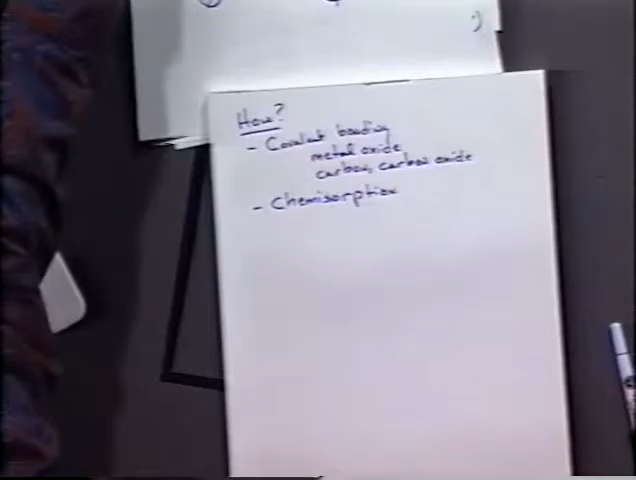 How?
- Covalent bonding
metal oxide
carbon, carbon oxide
- Chemisorption